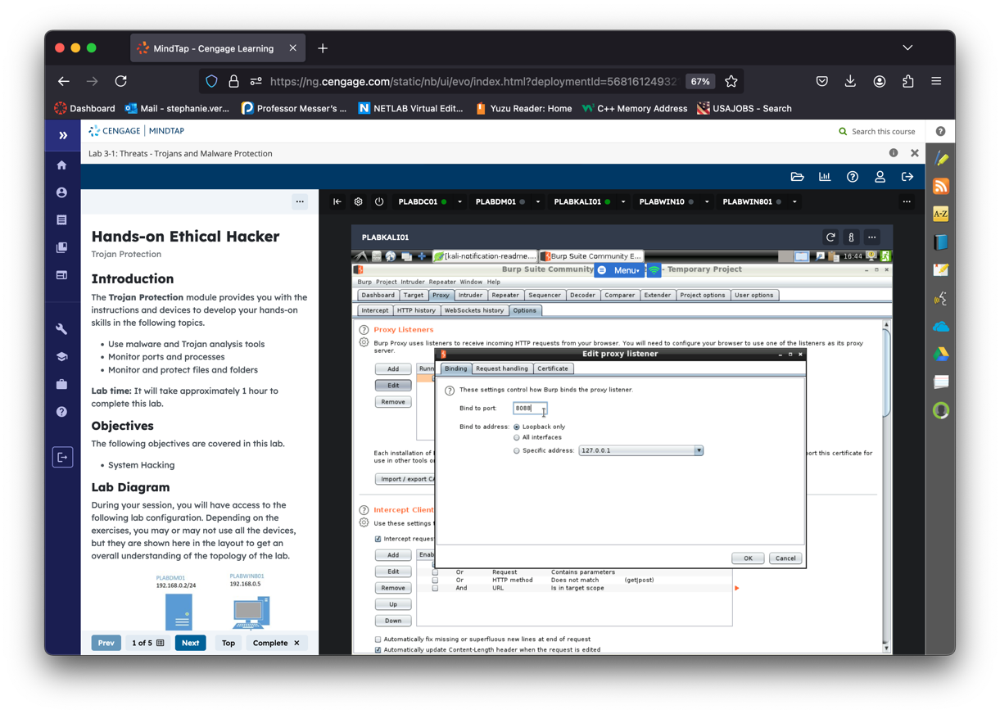 MindTap - Cengage Learning
https://ng.cengage.com/static/nb/ui/evo/index.html?deploymentId=56816124932
67%
Dashboard
Mail - stephanie.ver...
Professor Messer's ...
NETLAB Virtual Edit...
Yuzu Reader: Home
C++ Memory Address
USAJOBS - Search
CENGAGE | MINDTAP
Search this course
Lab 3-1: Threats - Trojans and Malware Protection
PLABDC01
PLABDM01
PLABKALI01
PLABWIN10
PLABWIN801
Hands-on Ethical Hacker
Trojan Protection
Introduction
The Trojan Protection module provides you with the
instructions and devices to develop your hands-on
skills in the following topics.
• Use malware and Trojan analysis tools
• Monitor ports and processes
• Monitor and protect files and folders
Lab time: It will take approximately 1 hour to
complete this lab.
Objectives
The following objectives are covered in this lab.
• System Hacking
Lab Diagram
During your session, you will have access to the
following lab configuration. Depending on the
exercises, you may or may not use all the devices,
but they are shown here in the layout to get an
overall understanding of the topology of the lab.
PLABDM01
192.168.0.2/24
PLABWIN801
192.168.0.5
Prev
1 of 5
Next
Top
Complete
PLABKALI01
[kali-notification-readme....
Burp Suite Community E...
16:44
Burp Suite Community
Menu
- Temporary Project
Burp Project Intruder Repeater Window Help
Dashboard
Target
Proxy
Intruder
Repeater
Sequencer
Decoder
Comparer
Extender
Project options
User options
Intercept
HTTP history
WebSockets history
Options
Proxy Listeners
Burp Proxy uses listeners to receive incoming HTTP requests from your browser. You will need to configure your browser to use one of the listeners as its proxy
server.
Add
Runn
Edit
Remove
Each installation of
port this certificate for
use in other tools o
Import / export CA
Edit proxy listener
Binding
Request handling
Certificate
These settings control how Burp binds the proxy listener.
Bind to port:
8088
Bind to address:
Loopback only
All interfaces
Specific address:
127.0.0.1
OK
Cancel
Intercept Client
Use these settings
Intercept reques
Add
Enab
Edit
Or Request Contains parameters
Or HTTP method Does not match (get|post)
Remove
And URL Is in target scope
Up
Down
Automatically fix missing or superfluous new lines at end of request
Automatically update Content-Length header when the request is edited
A-Z